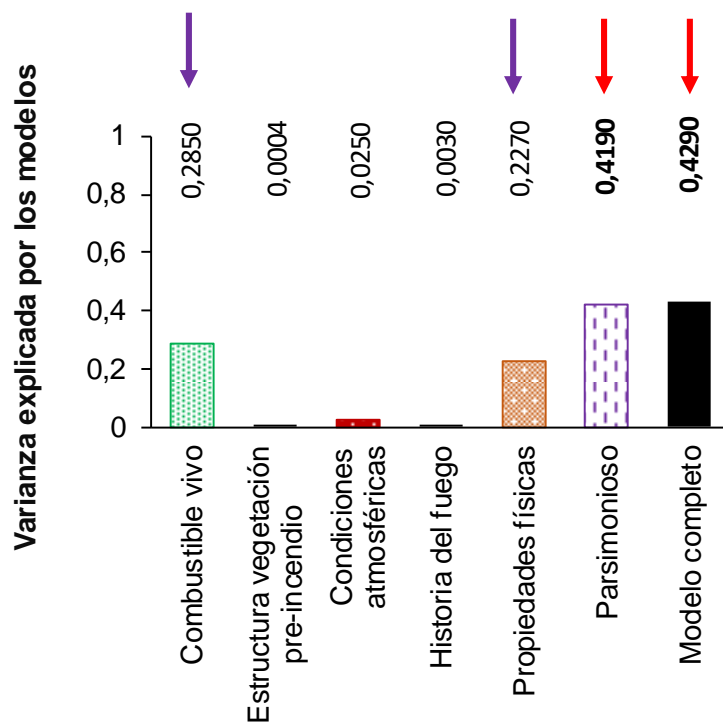 Varianza explicada por los modelos
1
0,8
0,6
0,4
0,2
0
0,2850
0,0004
0,0250
0,0030
0,2270
0,4190
0,4290
Combustible vivo
Estructura vegetación
pre-incendio
Condiciones
atmosféricas
Historia del fuego
Propiedades físicas
Parsimonioso
Modelo completo